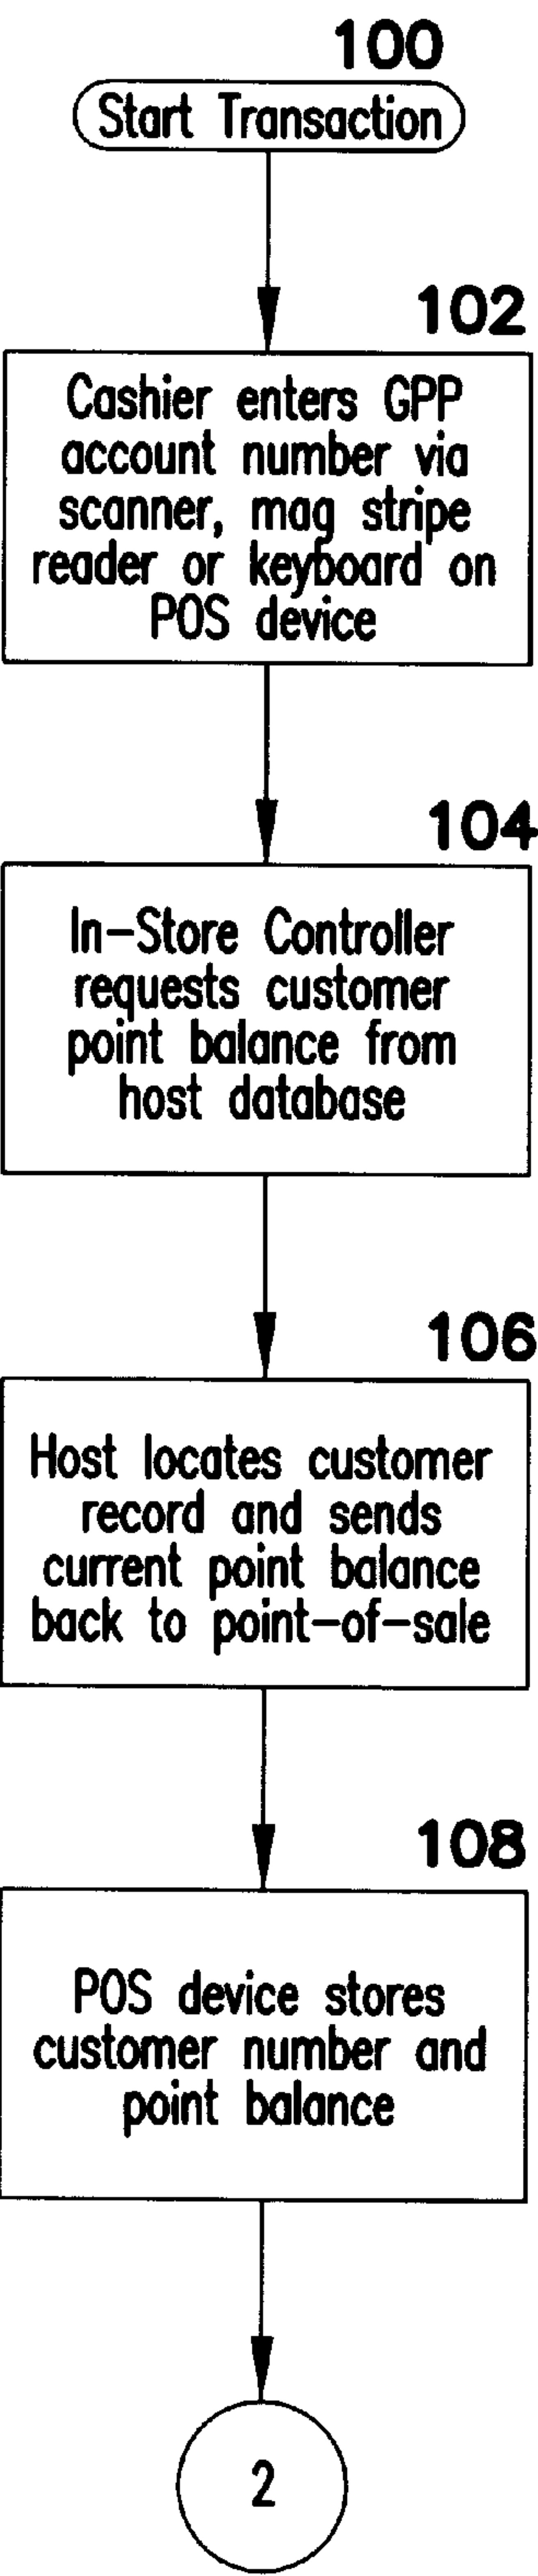 100
Start Transaction
102
Cashier enters GPP
account number via
scanner, mag stripe
reader or keyboard on
POS device
104
In-Store Controller
requests customer
point balance from
host database
106
Host locates customer
record and sends
current point balance
back to point-of-sale
108
POS device stores
customer number and
point balance
2